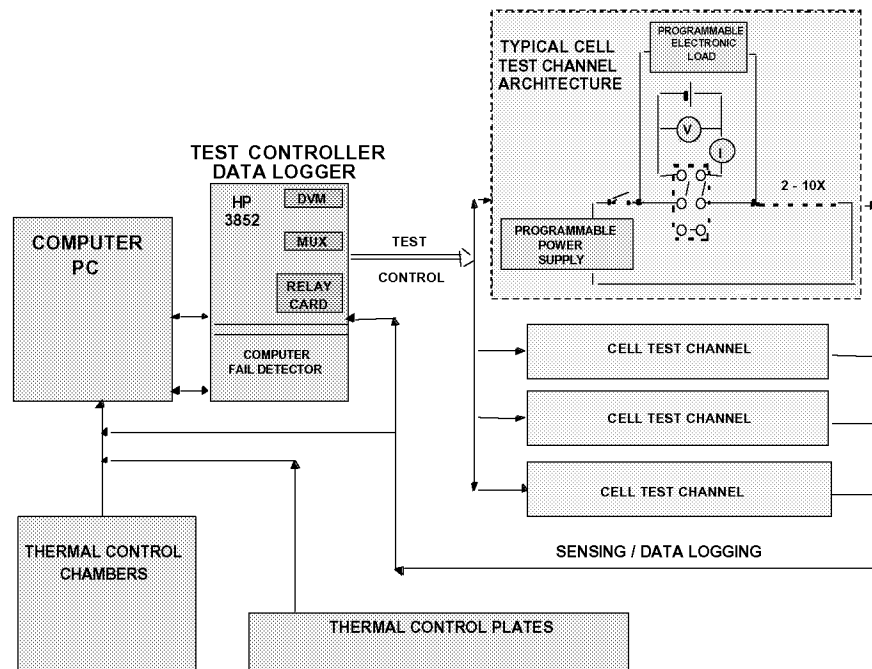 TYPICAL CELL
TEST CHANNEL
ARCHITECTURE
PROGRAMMABLE
ELECTRONIC
LOAD
V
I
2 - 10X
PROGRAMMABLE
POWER
SUPPLY
TEST CONTROLLER
DATA LOGGER
HP
3852
DVM
MUX
RELAY
CARD
COMPUTER
FAIL DETECTOR
COMPUTER
PC
TEST
CONTROL
CELL TEST CHANNEL
CELL TEST CHANNEL
CELL TEST CHANNEL
SENSING / DATA LOGGING
THERMAL CONTROL
CHAMBERS
THERMAL CONTROL PLATES